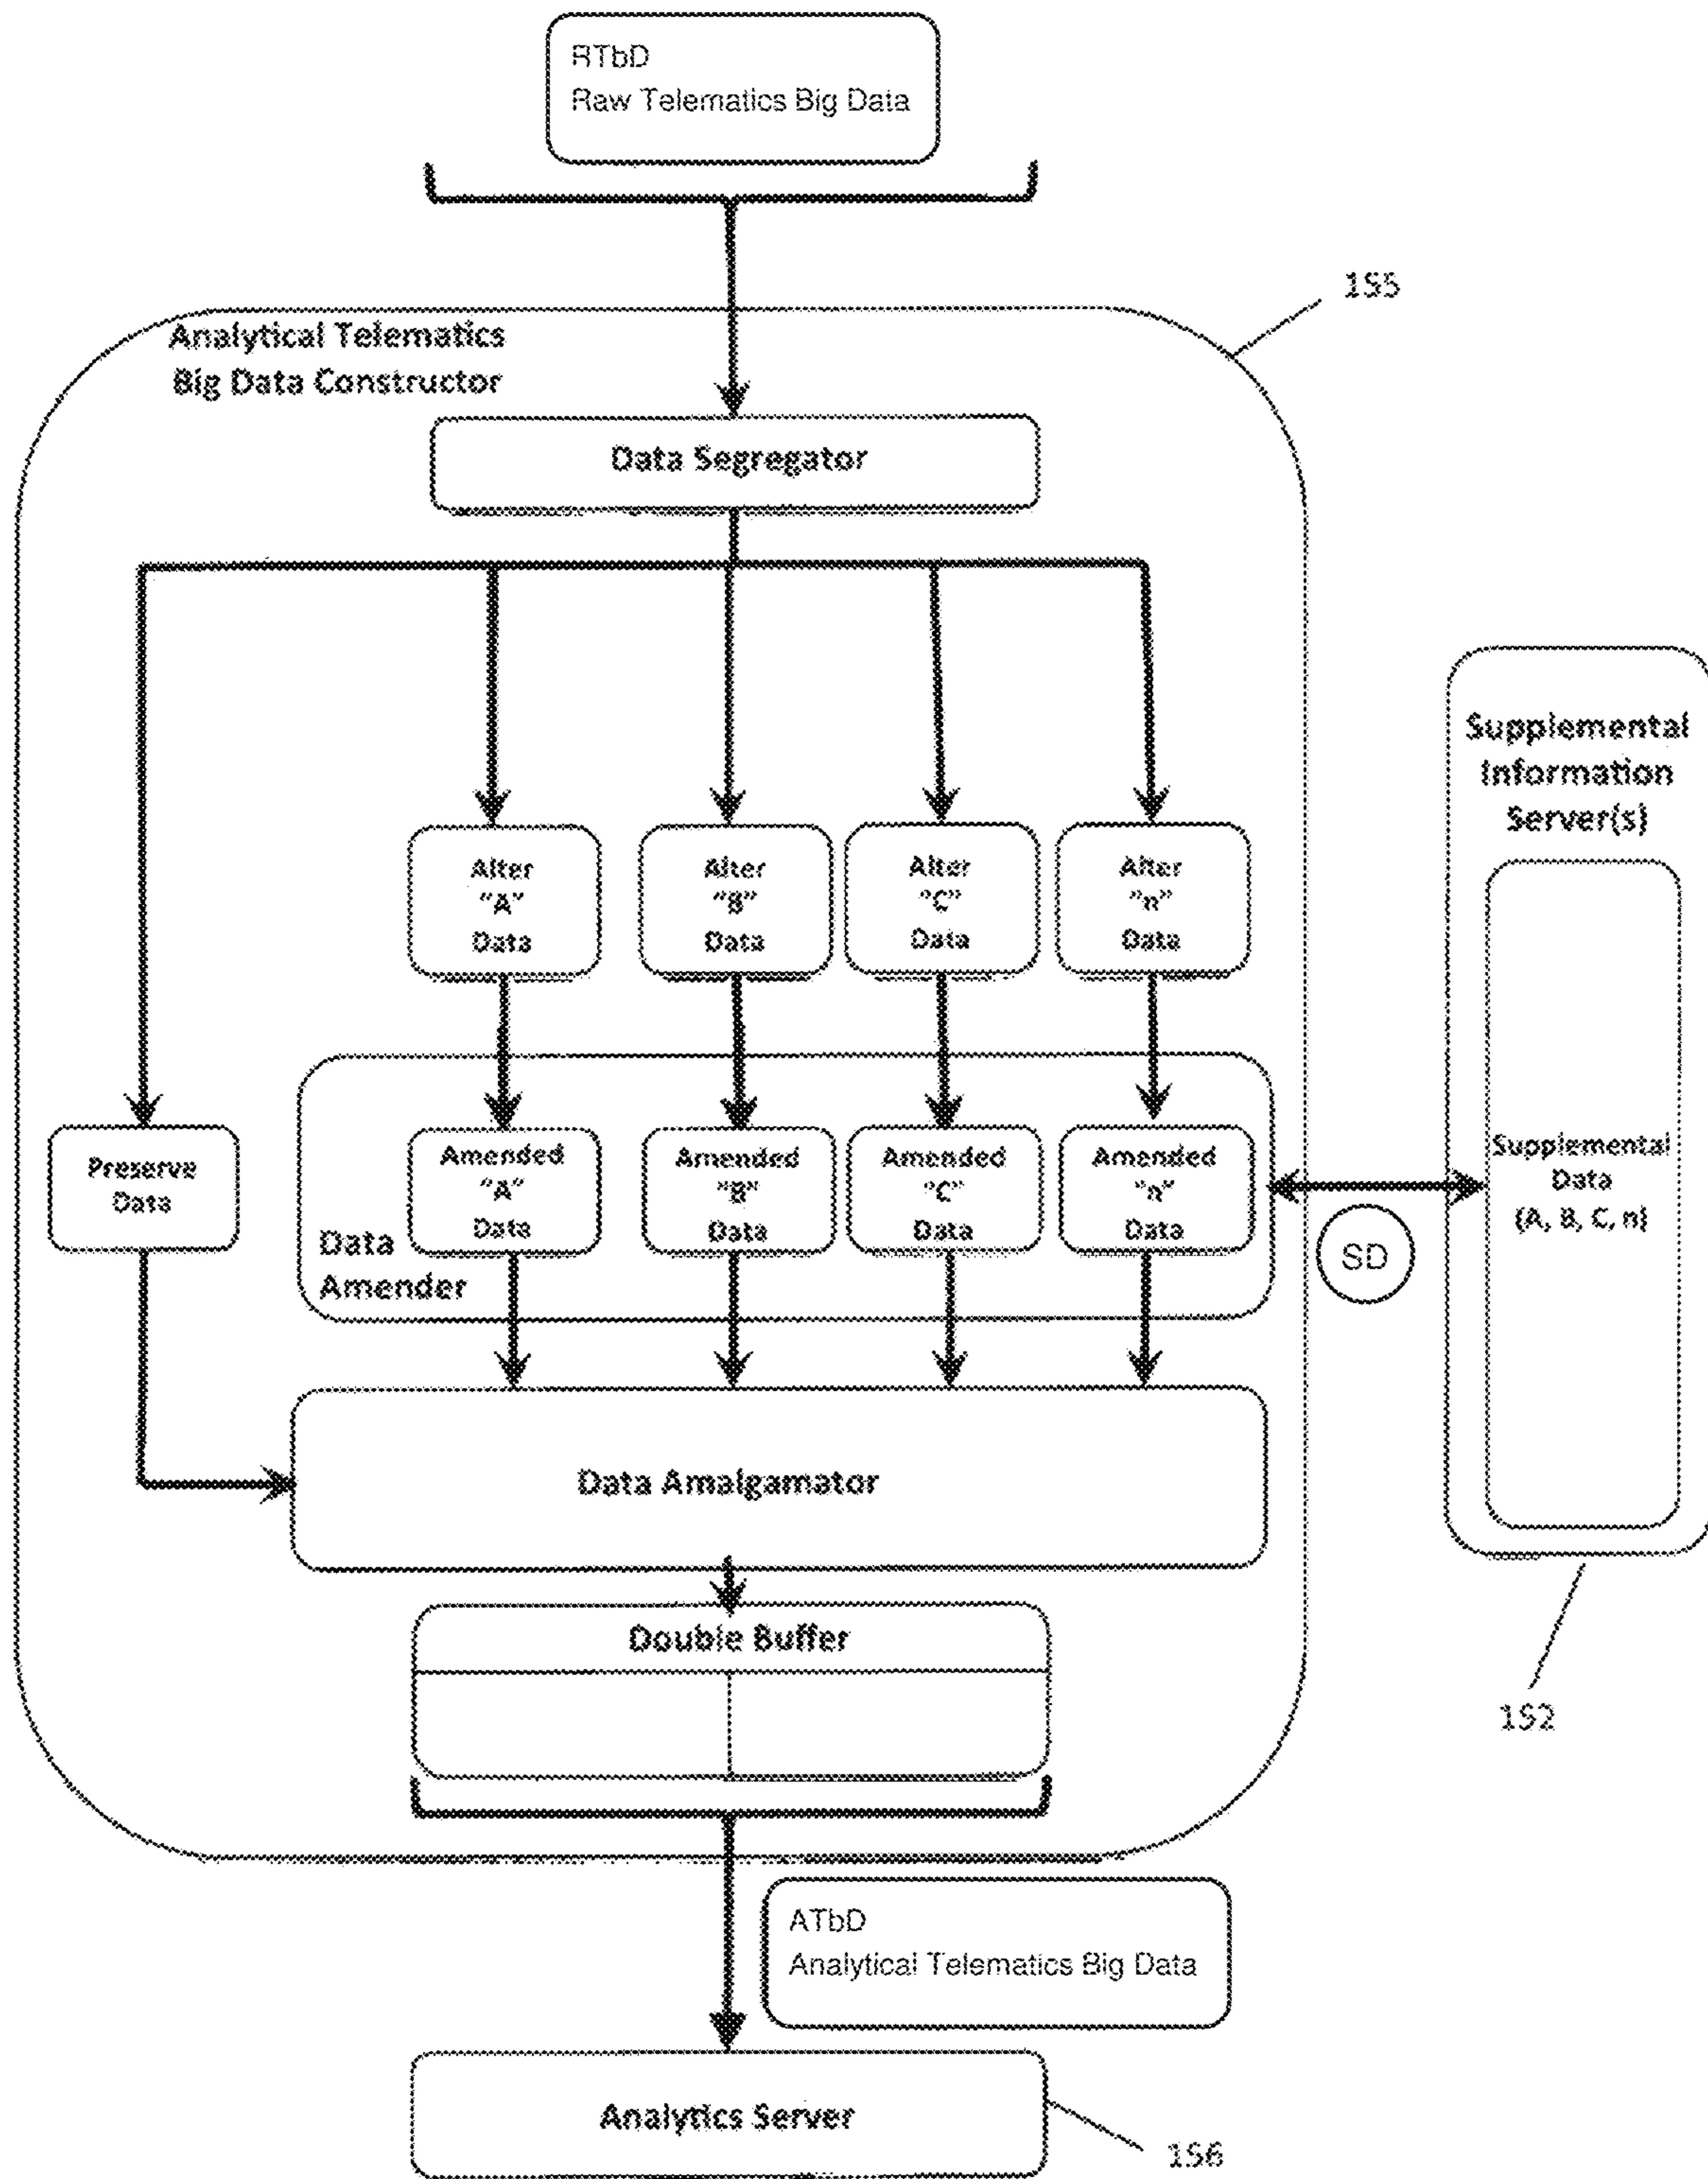 RTbD
Raw Telematics Big Data
155
Analytical Telematics
Big Data Constructor
Data Segregator
Supplemental
Information
Server(s)
Alter
"A"
Data
Alter
"B"
Data
Alter
"C"
Data
Alter
"n"
Data
Preserve
Data
Amended
"A"
Data
Amended
"B"
Data
Amended
"C"
Data
Amended
"n"
Data
Data
Amender
Supplemental
Data
(A, B, C, n)
SD
Data Amalgamator
Double Buffer
152
ATbD
Analytical Telematics Big Data
Analytics Server
156